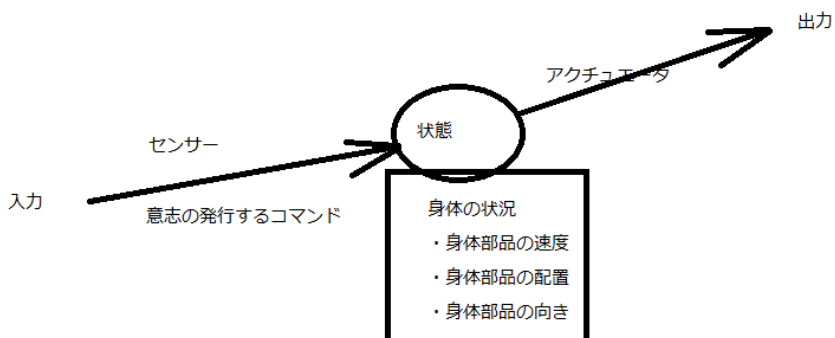 出力
アクチュエータ
状態
センサー
入力
意志の発行するコマンド
身体の状況
・身体部品の速度
・身体部品の配置
・身体部品の向き